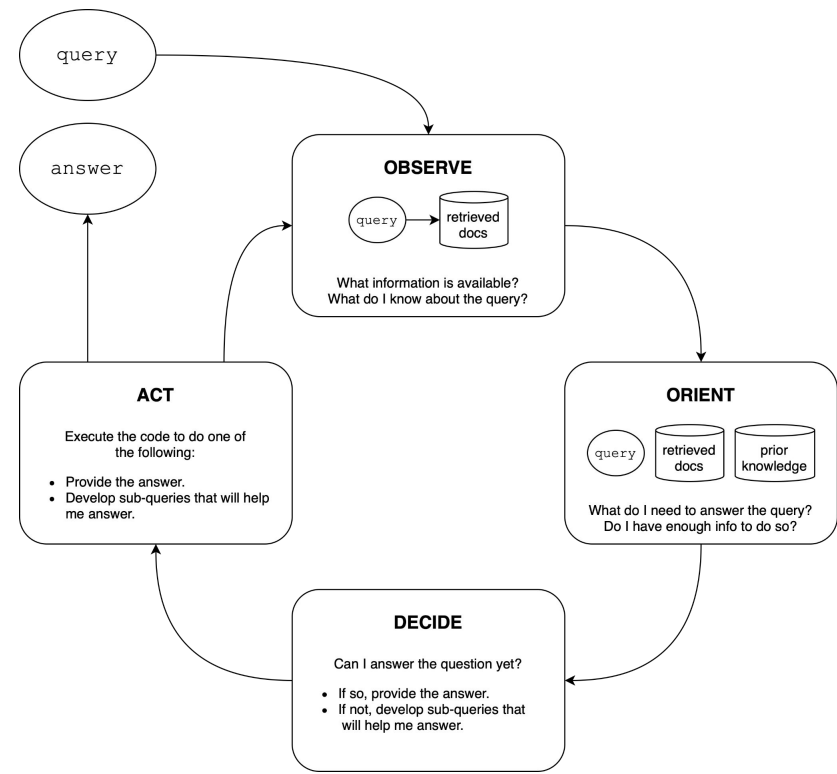 query
answer
OBSERVE
query
retrieved
docs
What information is available?
What do I know about the query?
ACT
Execute the code to do one of
the following:
• Provide the answer.
• Develop sub-queries that will help
me answer.
ORIENT
query
retrieved
docs
prior
knowledge
What do I need to answer the query?
Do I have enough info to do so?
DECIDE
Can I answer the question yet?
• If so, provide the answer.
• If not, develop sub-queries that
will help me answer.